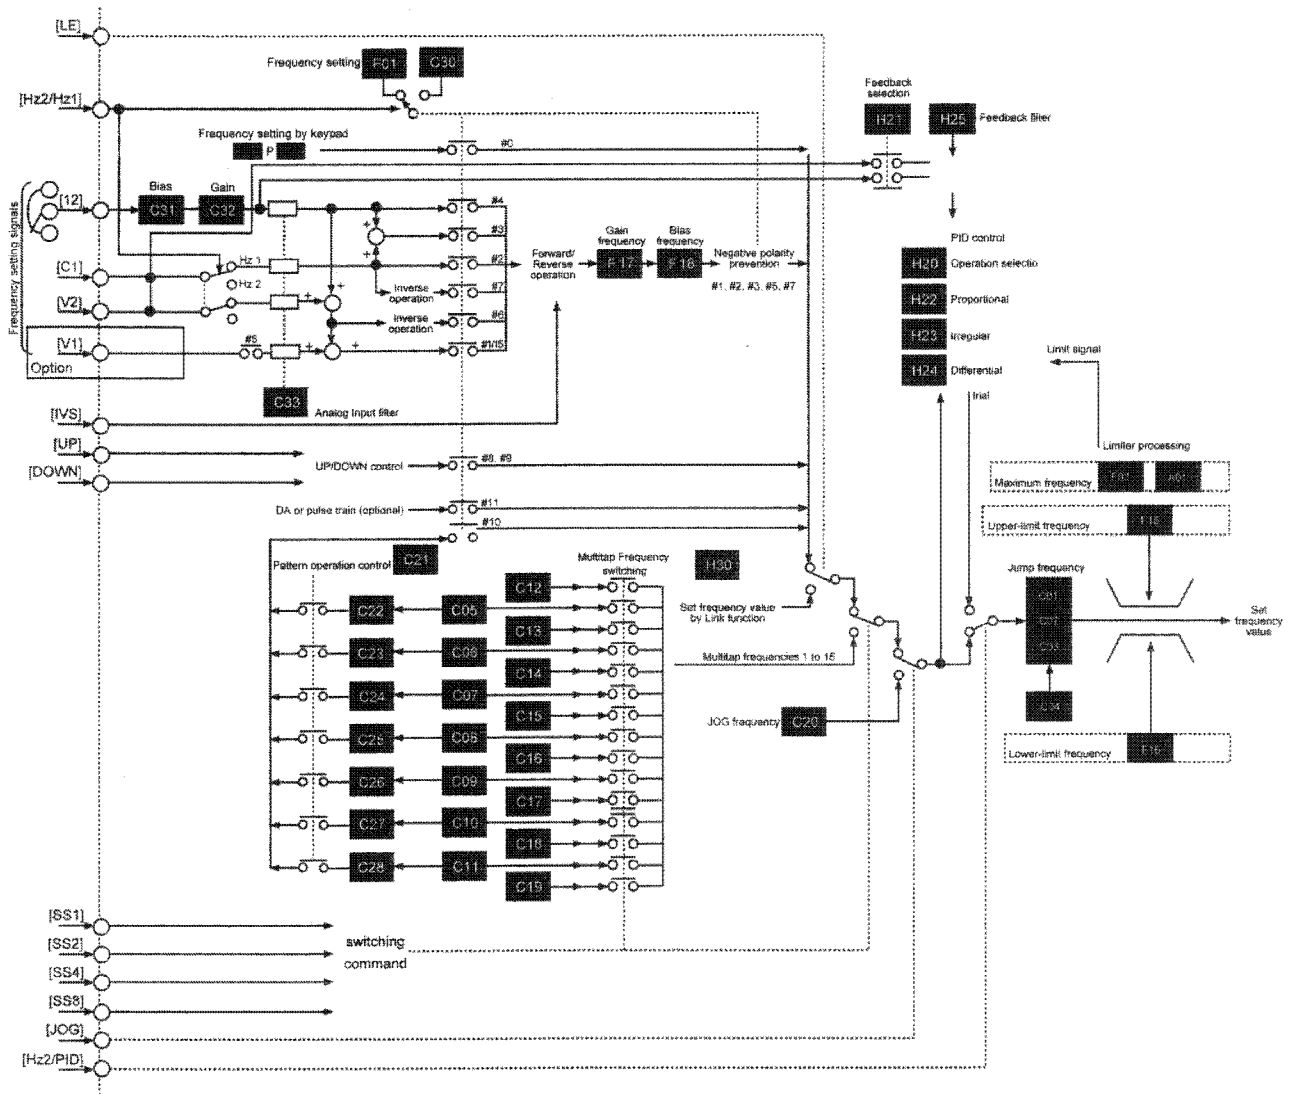 [LE]
Frequency setting
F01
C30
[Hz2/Hz1]
Feedback
selection
H21
H25
Feedback filter
Frequency setting by keypad
P
#0
Frequency setting signals
[12]
Bias
C31
Gain
C32
#4
#3
#2
#7
#6
#1/#5
[C1]
Hz 1
Hz 2
[V2]
Inverse
operation
Inverse
operation
[V1]
Option
#5
C33
Analog Input filter
Forward/
Reverse
operation
Gain
frequency
F 17
Bias
frequency
F 18
Negative polarity
prevention
#1, #2, #3, #5, #7
PID control
H20
Operation selectio
H22
Proportional
H23
Irregular
H24
Differential
trial
Limit signal
Limiter processing
Maximum frequency
Upper-limit frequency
[IVS]
[UP]
[DOWN]
UP/DOWN control
#8, #9
DA or pulse train (optional)
#11
#10
Pattern operation control
C21
Multitap Frequency
switching
H30
C12
C22
C05
C13
C23
C06
C14
C24
C07
C15
C25
C08
C16
C26
C09
C17
C27
C10
C18
C28
C11
C19
Set frequency value
by Link function
Multitap frequencies 1 to 15
JOG frequency
C20
Jump frequency
Set
frequency
value
Lower-limit frequency
[SS1]
[SS2]
switching
command
[SS4]
[SS8]
[JOG]
[Hz2/PID]